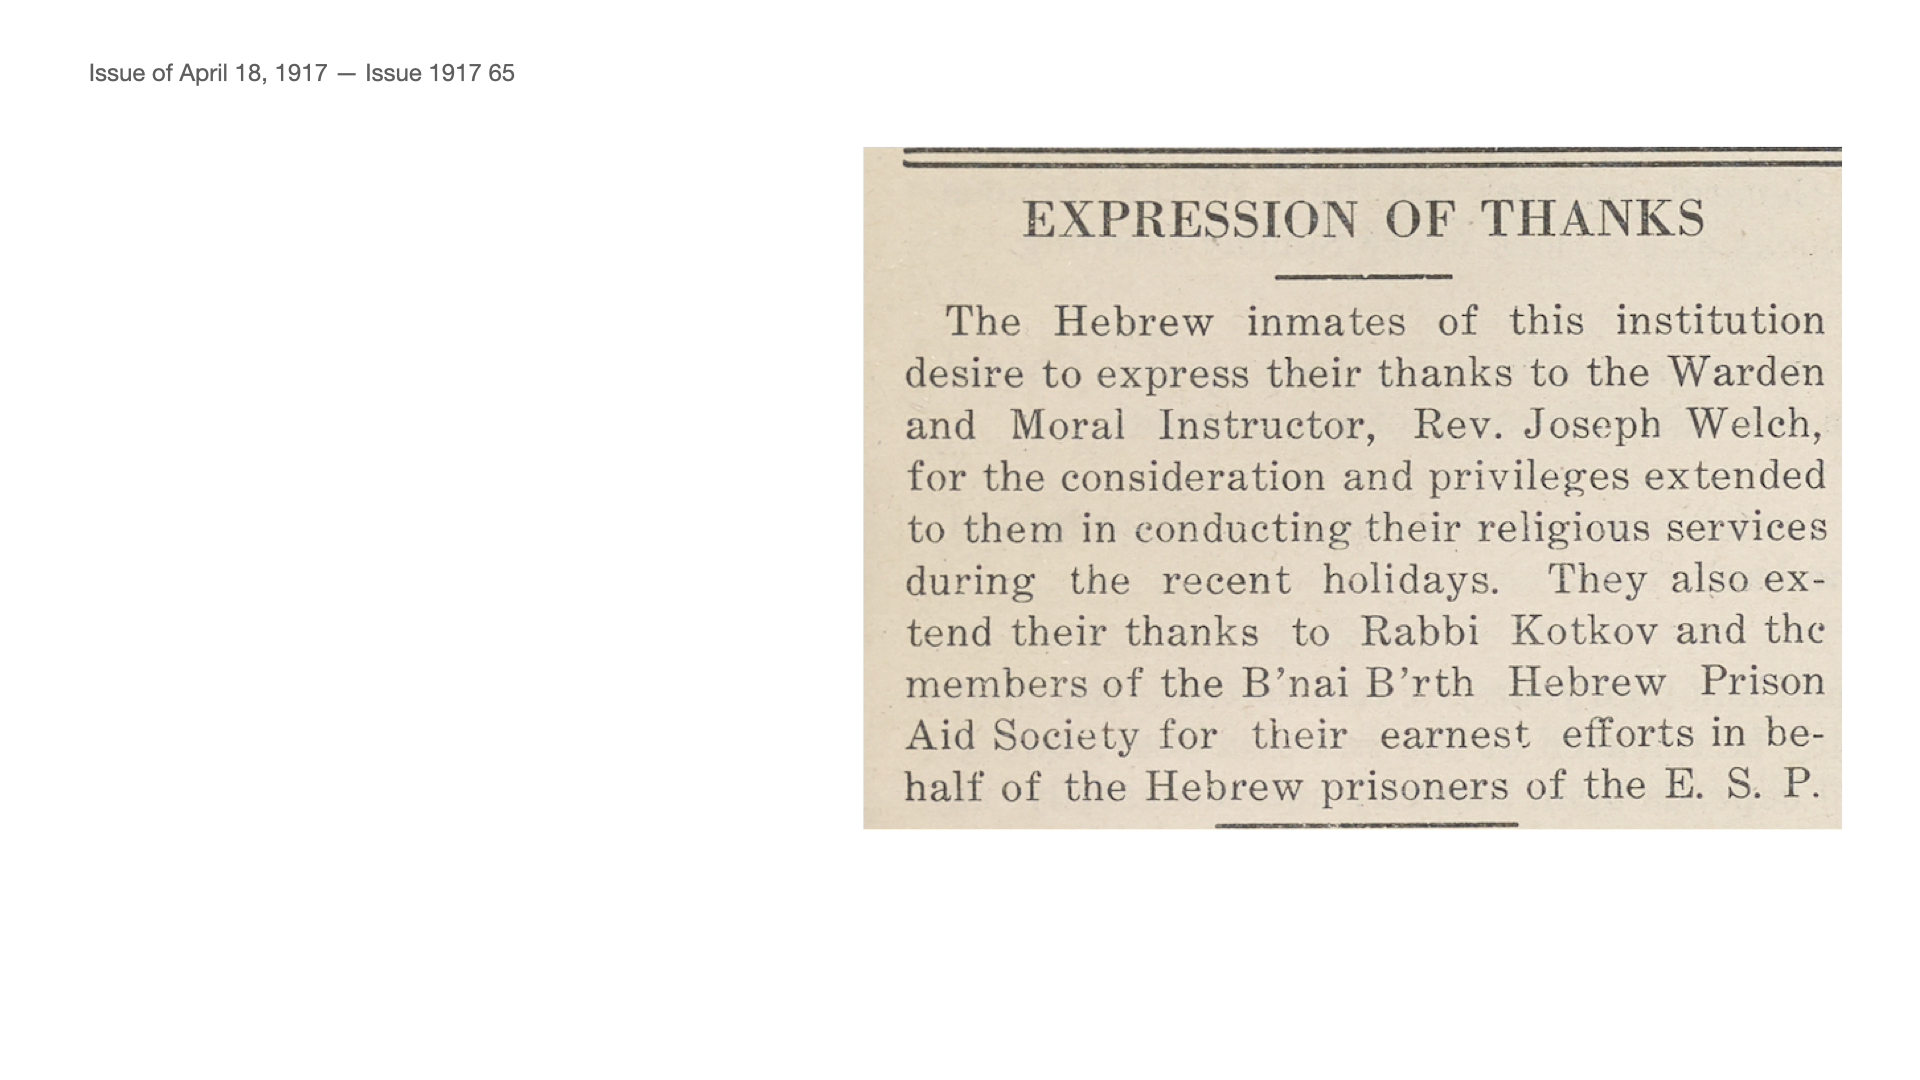 Issue of April 18, 1917 — Issue 1917 65
EXPRESSION OF THANKS
The Hebrew inmates of this institution
desire to express their thanks to the Warden
and Moral Instructor, Rev. Joseph Welch,
for the consideration and privileges extended
to them in conducting their religious services
during the recent holidays. They also ex-
tend their thanks to Rabbi Kotkov and the
members of the B’nai B’rth Hebrew Prison
Aid Society for their earnest efforts in be-
half of the Hebrew prisoners of the E. S. P.